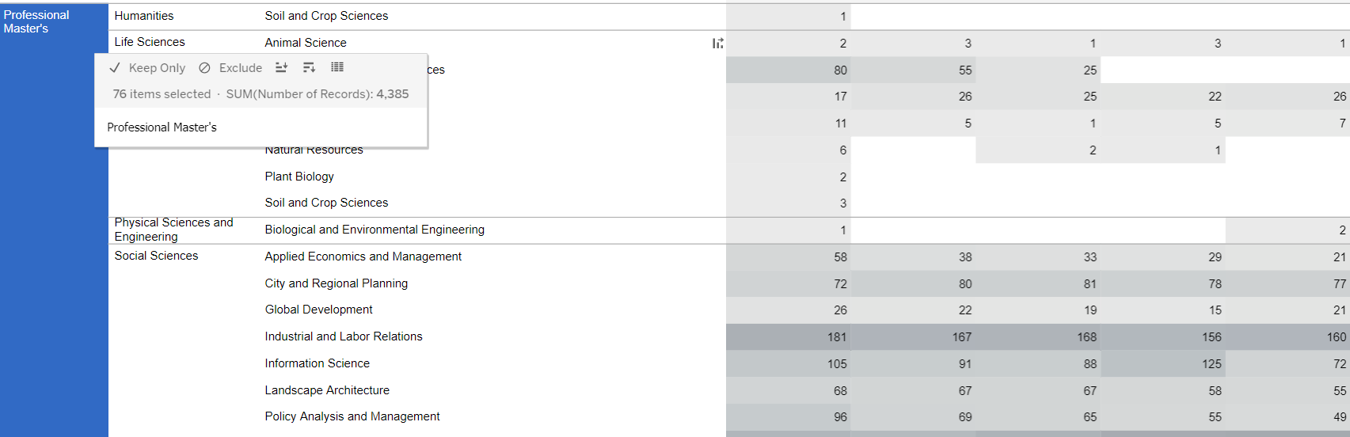 Professional Master's
Humanities Soil and Crop Sciences 1
Life Sciences Animal Science 2 3 1 3 1
Keep Only Exclude
76 items selected · SUM(Number of Records): 4,385
Professional Master's
80 55 25
17 26 25 22 26
11 5 1 5 7
Natural Resources 6 2 1
Plant Biology 2
Soil and Crop Sciences 3
Physical Sciences and
Engineering Biological and Environmental Engineering 1 2
Social Sciences Applied Economics and Management 58 38 33 29 21
City and Regional Planning 72 80 81 78 77
Global Development 26 22 19 15 21
Industrial and Labor Relations 181 167 168 156 160
Information Science 105 91 88 125 72
Landscape Architecture 68 67 67 58 55
Policy Analysis and Management 96 69 65 55 49